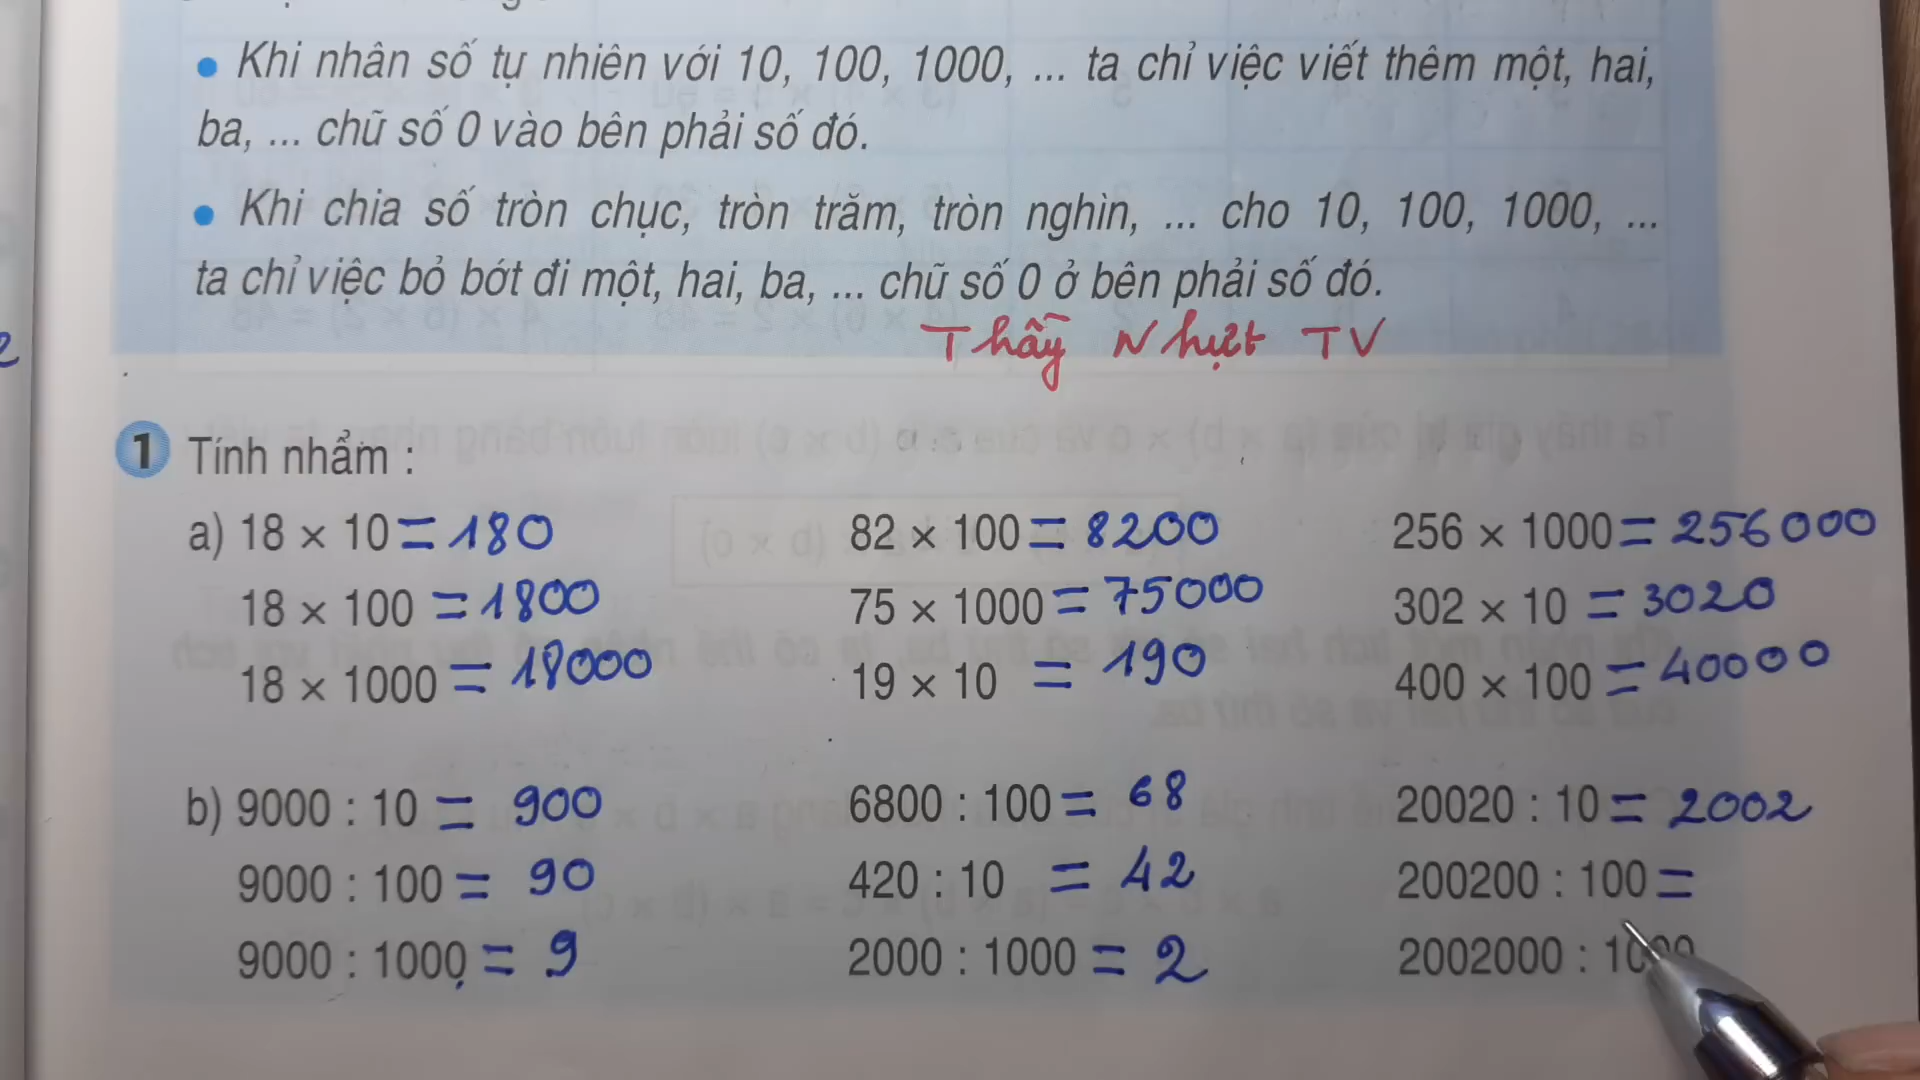 • Khi nhân số tự nhiên với 10, 100, 1000, ... ta chỉ việc viết thêm một, hai,
ba, ... chữ số 0 vào bên phải số đó.
• Khi chia số tròn chục, tròn trăm, tròn nghìn, ... cho 10, 100, 1000, ...
ta chỉ việc bỏ bớt đi một, hai, ba, ... chữ số 0 ở bên phải số đó.
Thầy Nhựt TV
1 Tính nhẩm :
a) 18 × 10 = 180 82 × 100 = 8200 256 × 1000 = 256000
18 × 100 = 1800 75 × 1000 = 75000 302 × 10 = 3020
18 × 1000 = 18000 19 × 10 = 190 400 × 100 = 40000
b) 9000 : 10 = 900 6800 : 100 = 68 20020 : 10 = 2002
9000 : 100 = 90 420 : 10 = 42 200200 : 100 =
9000 : 1000 = 9 2000 : 1000 = 2 2002000 : 1000